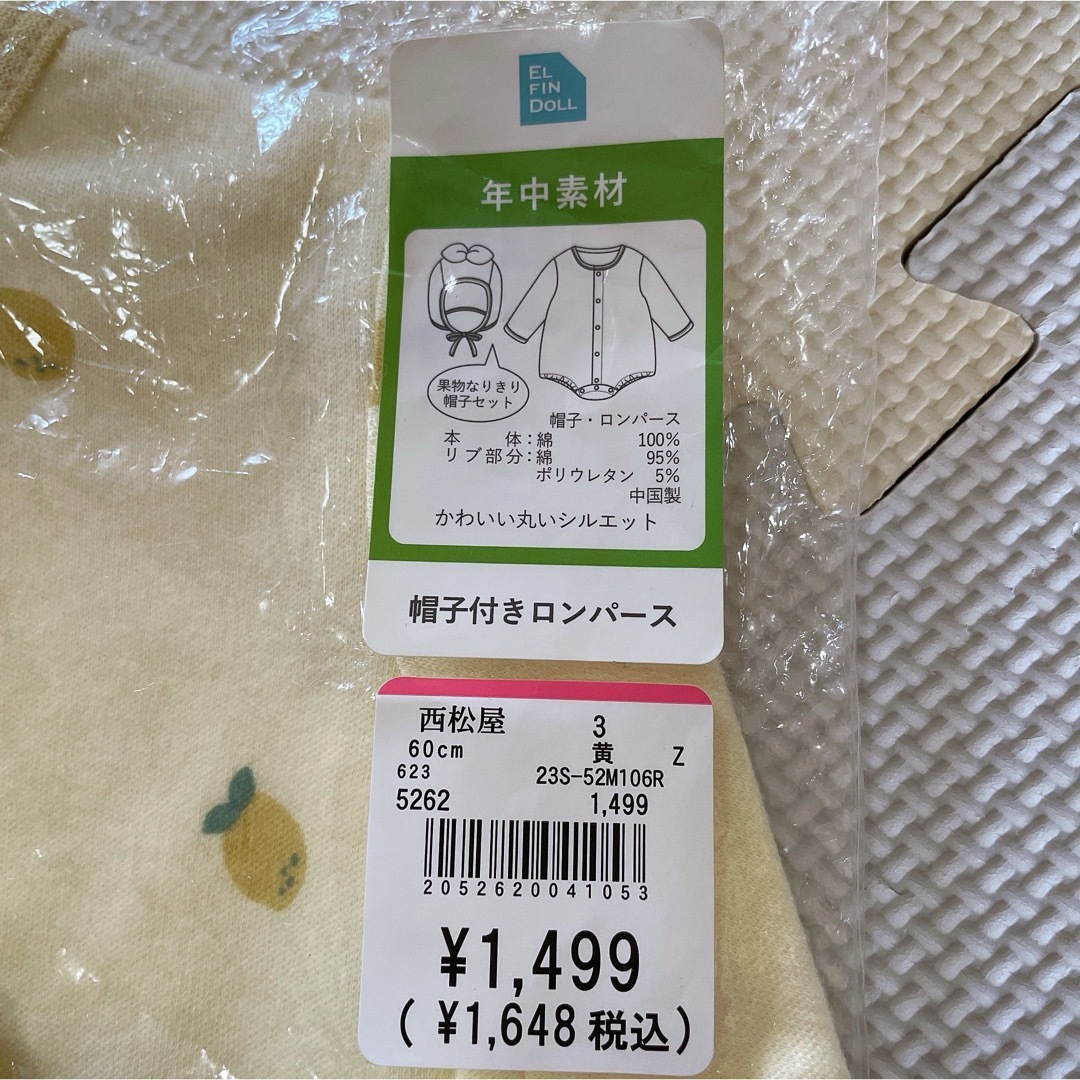 EL
FIN
DOLL
年中素材
果物なりきり
帽子セット
帽子・ロンパース
本 体：綿 100%
リブ部分：綿 95%
ポリウレタン 5%
中国製
かわいい丸いシルエット
帽子付きロンパース
西松屋 3
60cm 黄 Z
623 23S-52M106R
5262 1,499
2052620041053
¥1,499
(¥1,648税込)